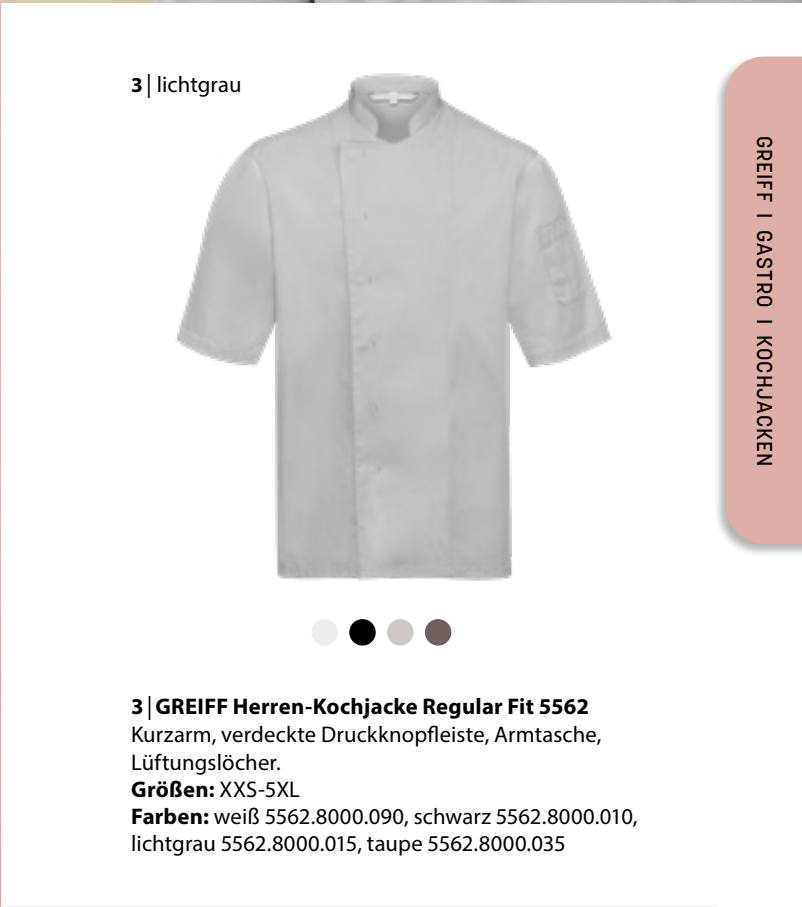 3 | lichtgrau
GREIFF I GASTRO I KOCHJACKEN
3 | GREIFF Herren-Kochjacke Regular Fit 5562
Kurzarm, verdeckte Druckknopfleiste, Armtasche,
Lüftungslöcher.
Größen: XXS-5XL
Farben: weiß 5562.8000.090, schwarz 5562.8000.010,
lichtgrau 5562.8000.015, taupe 5562.8000.035